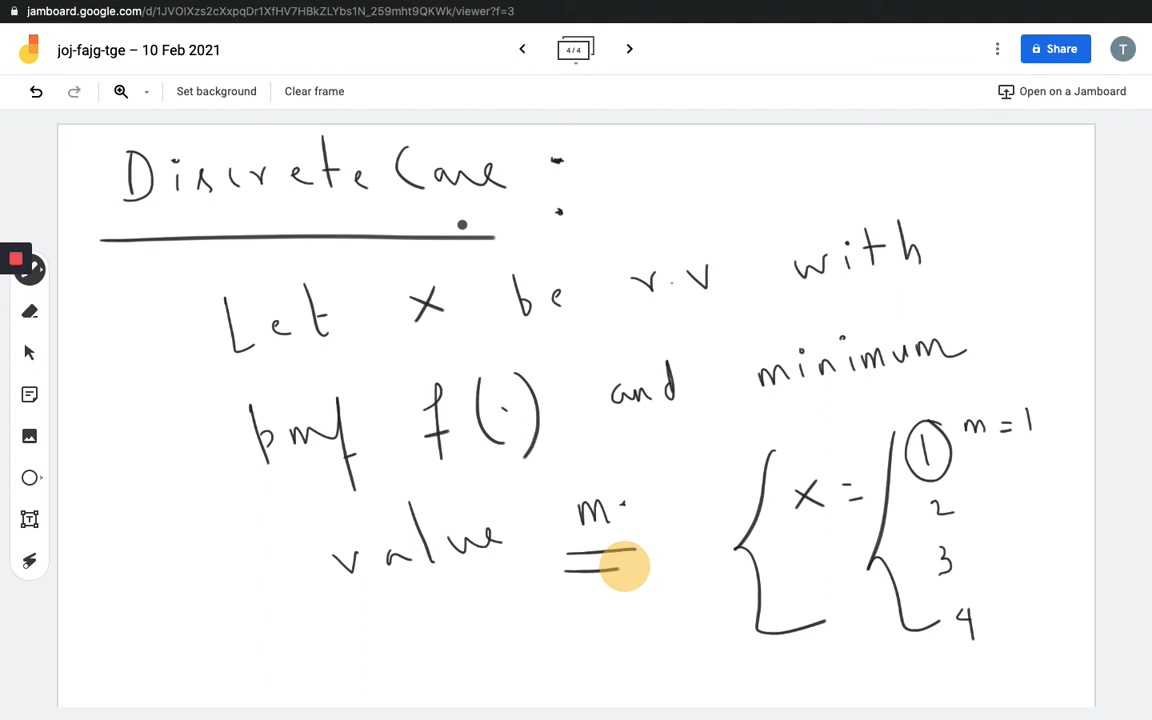 jamboard.google.com/d/1JVOIXzs2cXxpqDr1XfHV7HBkZLYbs1N_259mht9QKWk/viewer?f=3
joj-fajg-tge – 10 Feb 2021
4/4
Share
T
Set background
Clear frame
Open on a Jamboard
Discrete Case :
Let x be r.v with
pmf f(.) and minimum
value m.
x =
1 m = 1
2
3
4